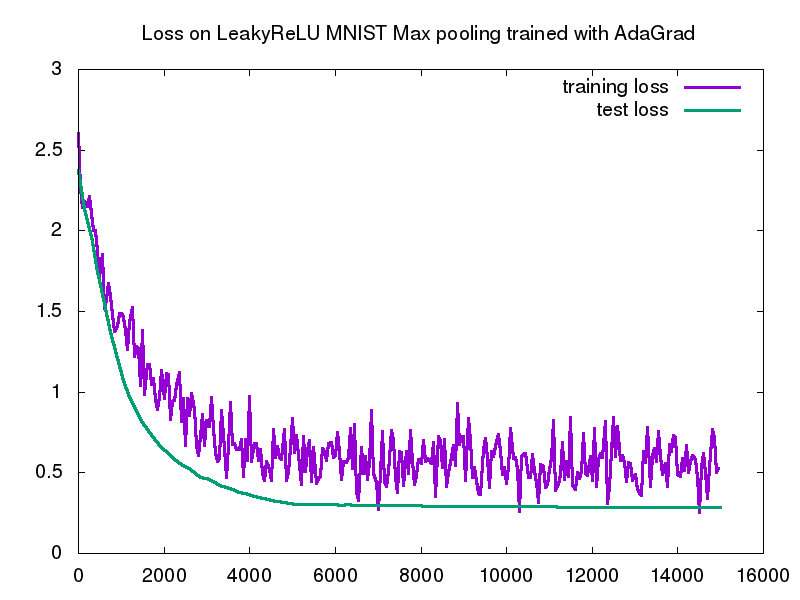 Loss on LeakyReLU MNIST Max pooling trained with AdaGrad
training loss
test loss
3
2.5
2
1.5
1
0.5
0
0 2000 4000 6000 8000 10000 12000 14000 16000